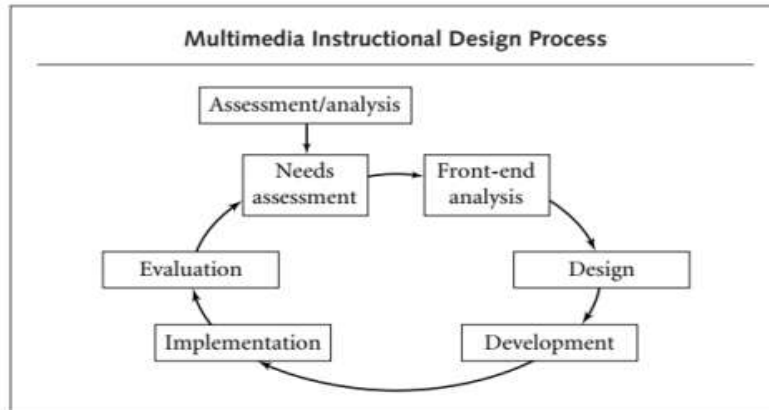 Multimedia Instructional Design Process
Assessment/analysis
Needs
assessment
Front-end
analysis
Evaluation
Design
Implementation
Development